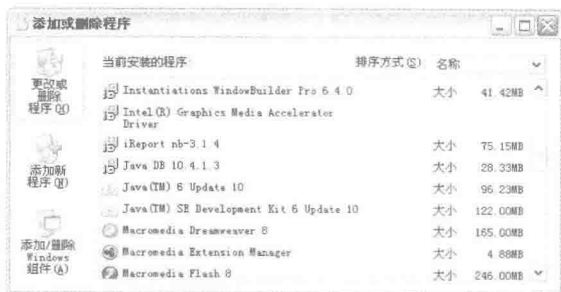 添加或删除程序
更改或
删除
程序(H)
当前安装的程序:
排序方式(S)
名称
Instantiations WindowBuilder Pro 6.4.0
大小 41.42MB
Intel(R) Graphics Media Accelerator
Driver
iReport nb-3.1.4
大小 75.15MB
Java DB 10.4.1.3
大小 28.33MB
Java(TM) 6 Update 10
大小 96.23MB
Java(TM) SE Development Kit 6 Update 10
大小 122.00MB
Macromedia Dreamweaver 8
大小 165.00MB
Macromedia Extension Manager
大小 4.88MB
Macromedia Flash 8
大小 246.00MB
添加新
程序(N)
添加/删除
Windows
组件(A)